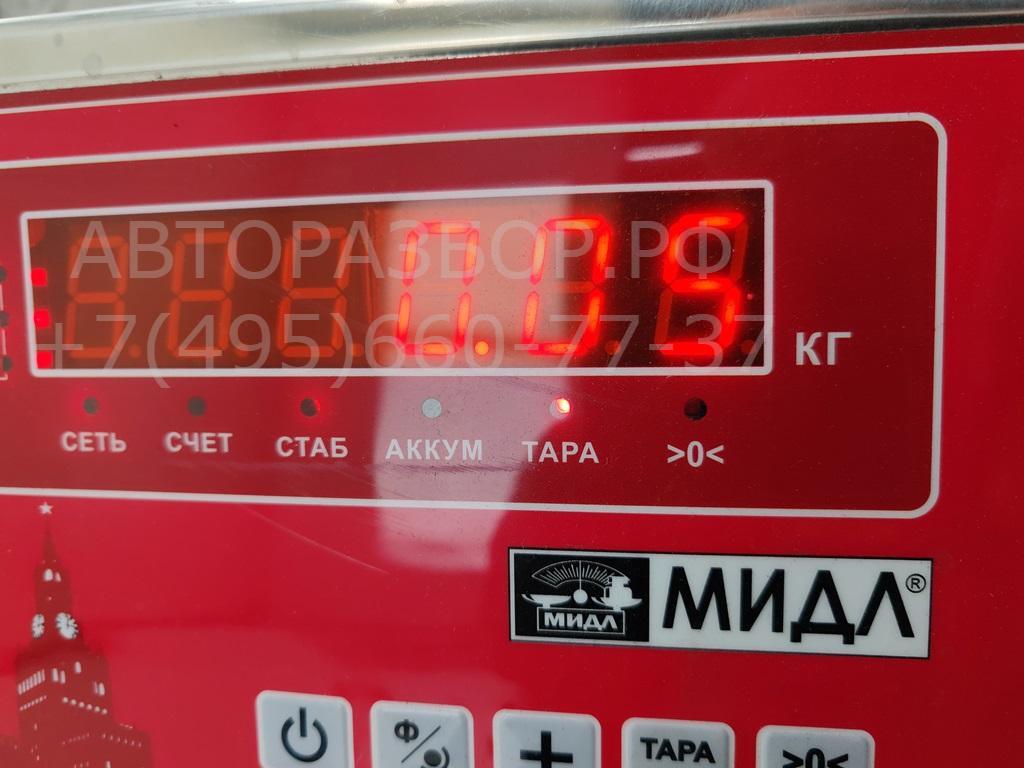 АВТОРАЗБОР.РФ
+7(495)660-77-37
0.05
КГ
СЕТЬ СЧЕТ СТАБ АККУМ ТАРА >0<
МИДЛ МИДЛ®
Ф ТАРА >0<